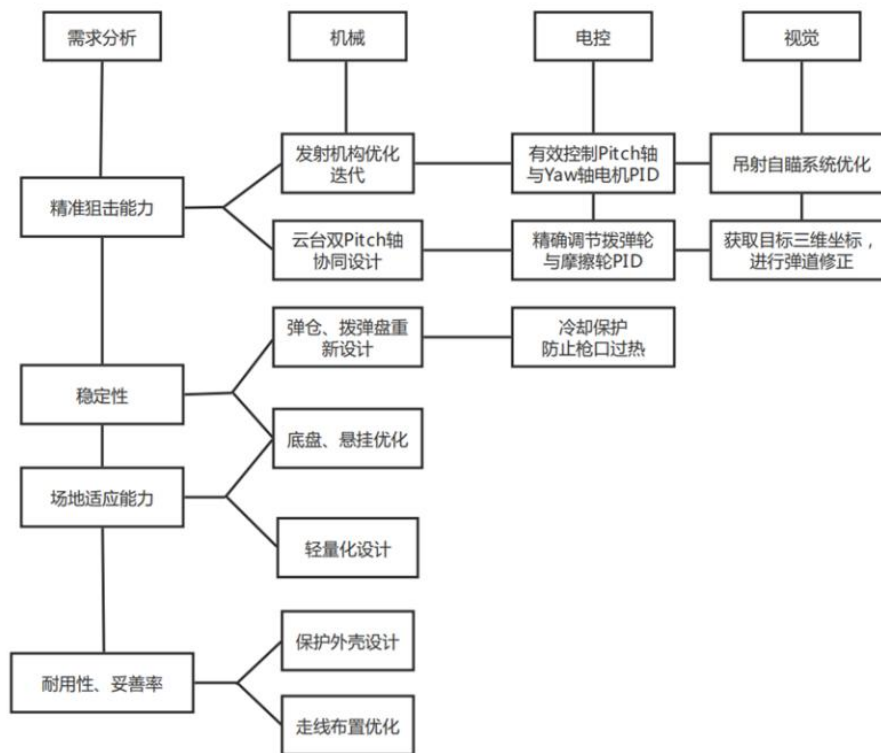 需求分析
机械
电控
视觉
发射机构优化
迭代
有效控制Pitch轴
与Yaw轴电机PID
吊射自瞄系统优化
精准狙击能力
云台双Pitch轴
协同设计
精确调节拨弹轮
与摩擦轮PID
获取目标三维坐标，
进行弹道修正
弹仓、拨弹盘重
新设计
冷却保护
防止枪口过热
稳定性
底盘、悬挂优化
场地适应能力
轻量化设计
保护外壳设计
耐用性、妥善率
走线布置优化